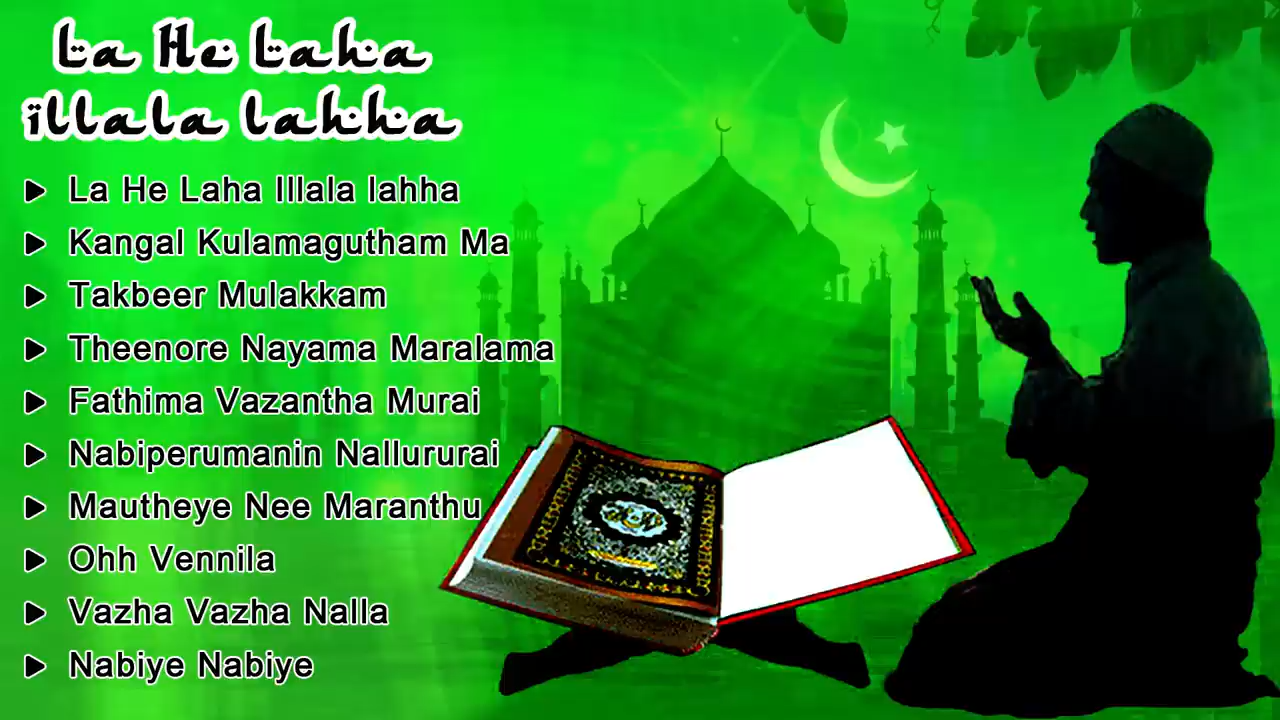 La He Laha
illala lahha
La He Laha Illala lahha
Kangal Kulamagutham Ma
Takbeer Mulakkam
Theenore Nayama Maralama
Fathima Vazantha Murai
Nabiperumanin Nallururai
Mautheye Nee Maranthu
Ohh Vennila
Vazha Vazha Nalla
Nabiye Nabiye